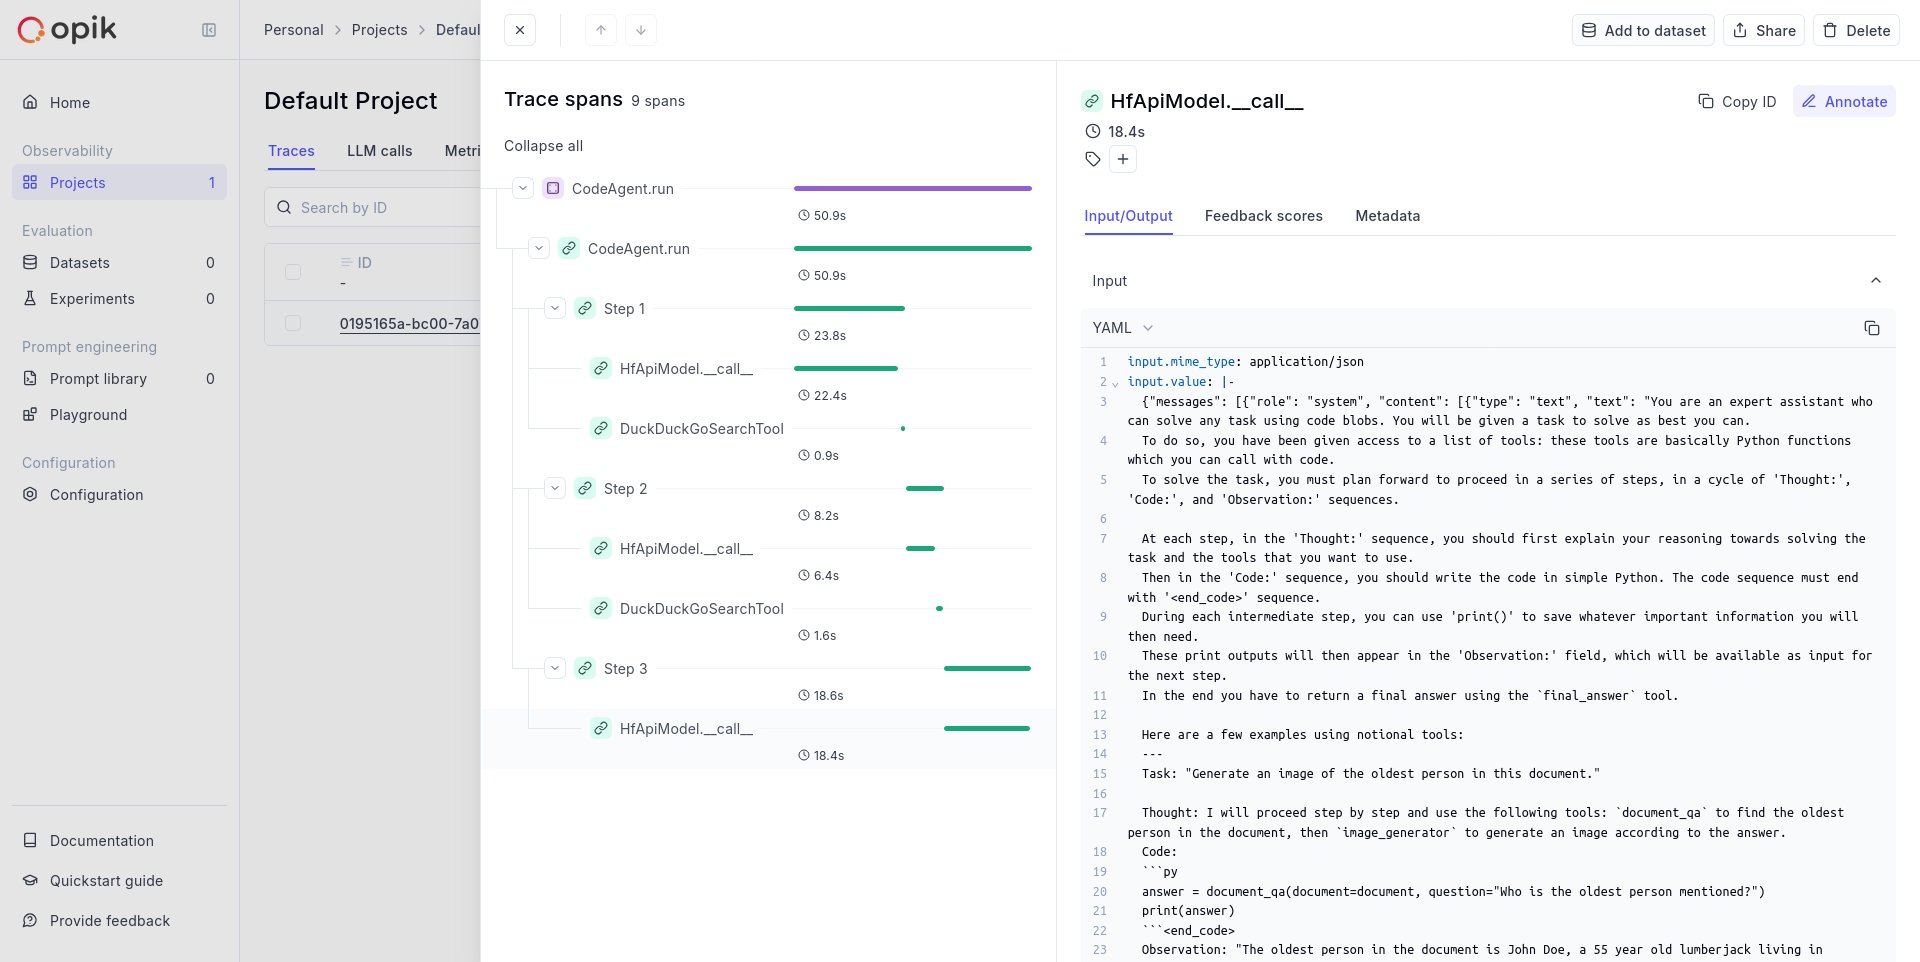 opik
Personal
Projects
Defaul
Add to dataset
Share
Delete
Home
Observability
Projects
1
Evaluation
Datasets
0
Experiments
0
Prompt engineering
Prompt library
0
Playground
Configuration
Configuration
Documentation
Quickstart guide
Provide feedback
Default Project
Traces
LLM calls
Metri
Search by ID
ID
-
0195165a-bc00-7a0
Trace spans 9 spans
Collapse all
CodeAgent.run
50.9s
CodeAgent.run
50.9s
Step 1
23.8s
HfApiModel.__call__
22.4s
DuckDuckGoSearchTool
0.9s
Step 2
8.2s
HfApiModel.__call__
6.4s
DuckDuckGoSearchTool
1.6s
Step 3
18.6s
HfApiModel.__call__
18.4s
HfApiModel.__call__
Copy ID
Annotate
18.4s
Input/Output
Feedback scores
Metadata
Input
YAML
1 input.mime_type: application/json
2 input.value: |-
3 {"messages": [{"role": "system", "content": [{"type": "text", "text": "You are an expert assistant who
can solve any task using code blobs. You will be given a task to solve as best you can.
4 To do so, you have been given access to a list of tools: these tools are basically Python functions
which you can call with code.
5 To solve the task, you must plan forward to proceed in a series of steps, in a cycle of 'Thought:',
'Code:', and 'Observation:' sequences.
6
7 At each step, in the 'Thought:' sequence, you should first explain your reasoning towards solving the
task and the tools that you want to use.
8 Then in the 'Code:' sequence, you should write the code in simple Python. The code sequence must end
with '<end_code>' sequence.
9 During each intermediate step, you can use 'print()' to save whatever important information you will
then need.
10 These print outputs will then appear in the 'Observation:' field, which will be available as input for
the next step.
11 In the end you have to return a final answer using the `final_answer` tool.
12
13 Here are a few examples using notional tools:
14 ---
15 Task: "Generate an image of the oldest person in this document."
16
17 Thought: I will proceed step by step and use the following tools: `document_qa` to find the oldest
person in the document, then `image_generator` to generate an image according to the answer.
18 Code:
19 ```py
20 answer = document_qa(document=document, question="Who is the oldest person mentioned?")
21 print(answer)
22 ```<end_code>
23 Observation: "The oldest person in the document is John Doe, a 55 year old lumberjack living in